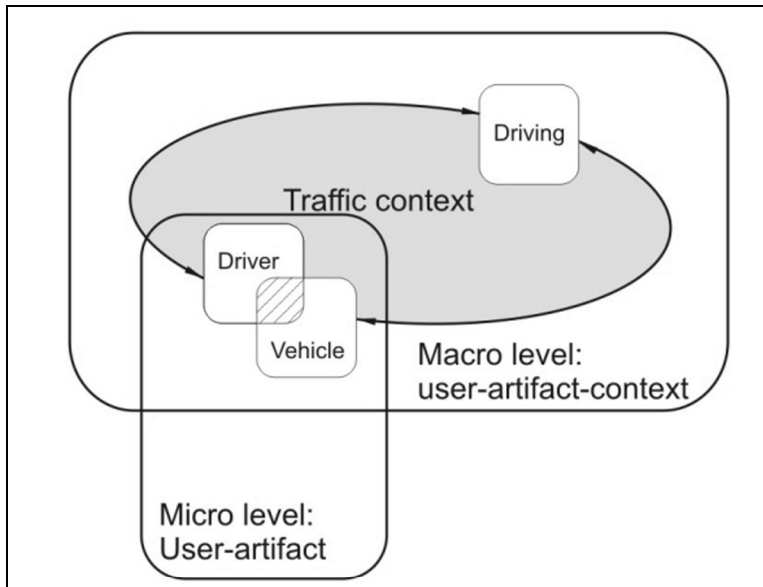 Driving
Traffic context
Driver
Vehicle
Macro level:
user-artifact-context
Micro level:
User-artifact